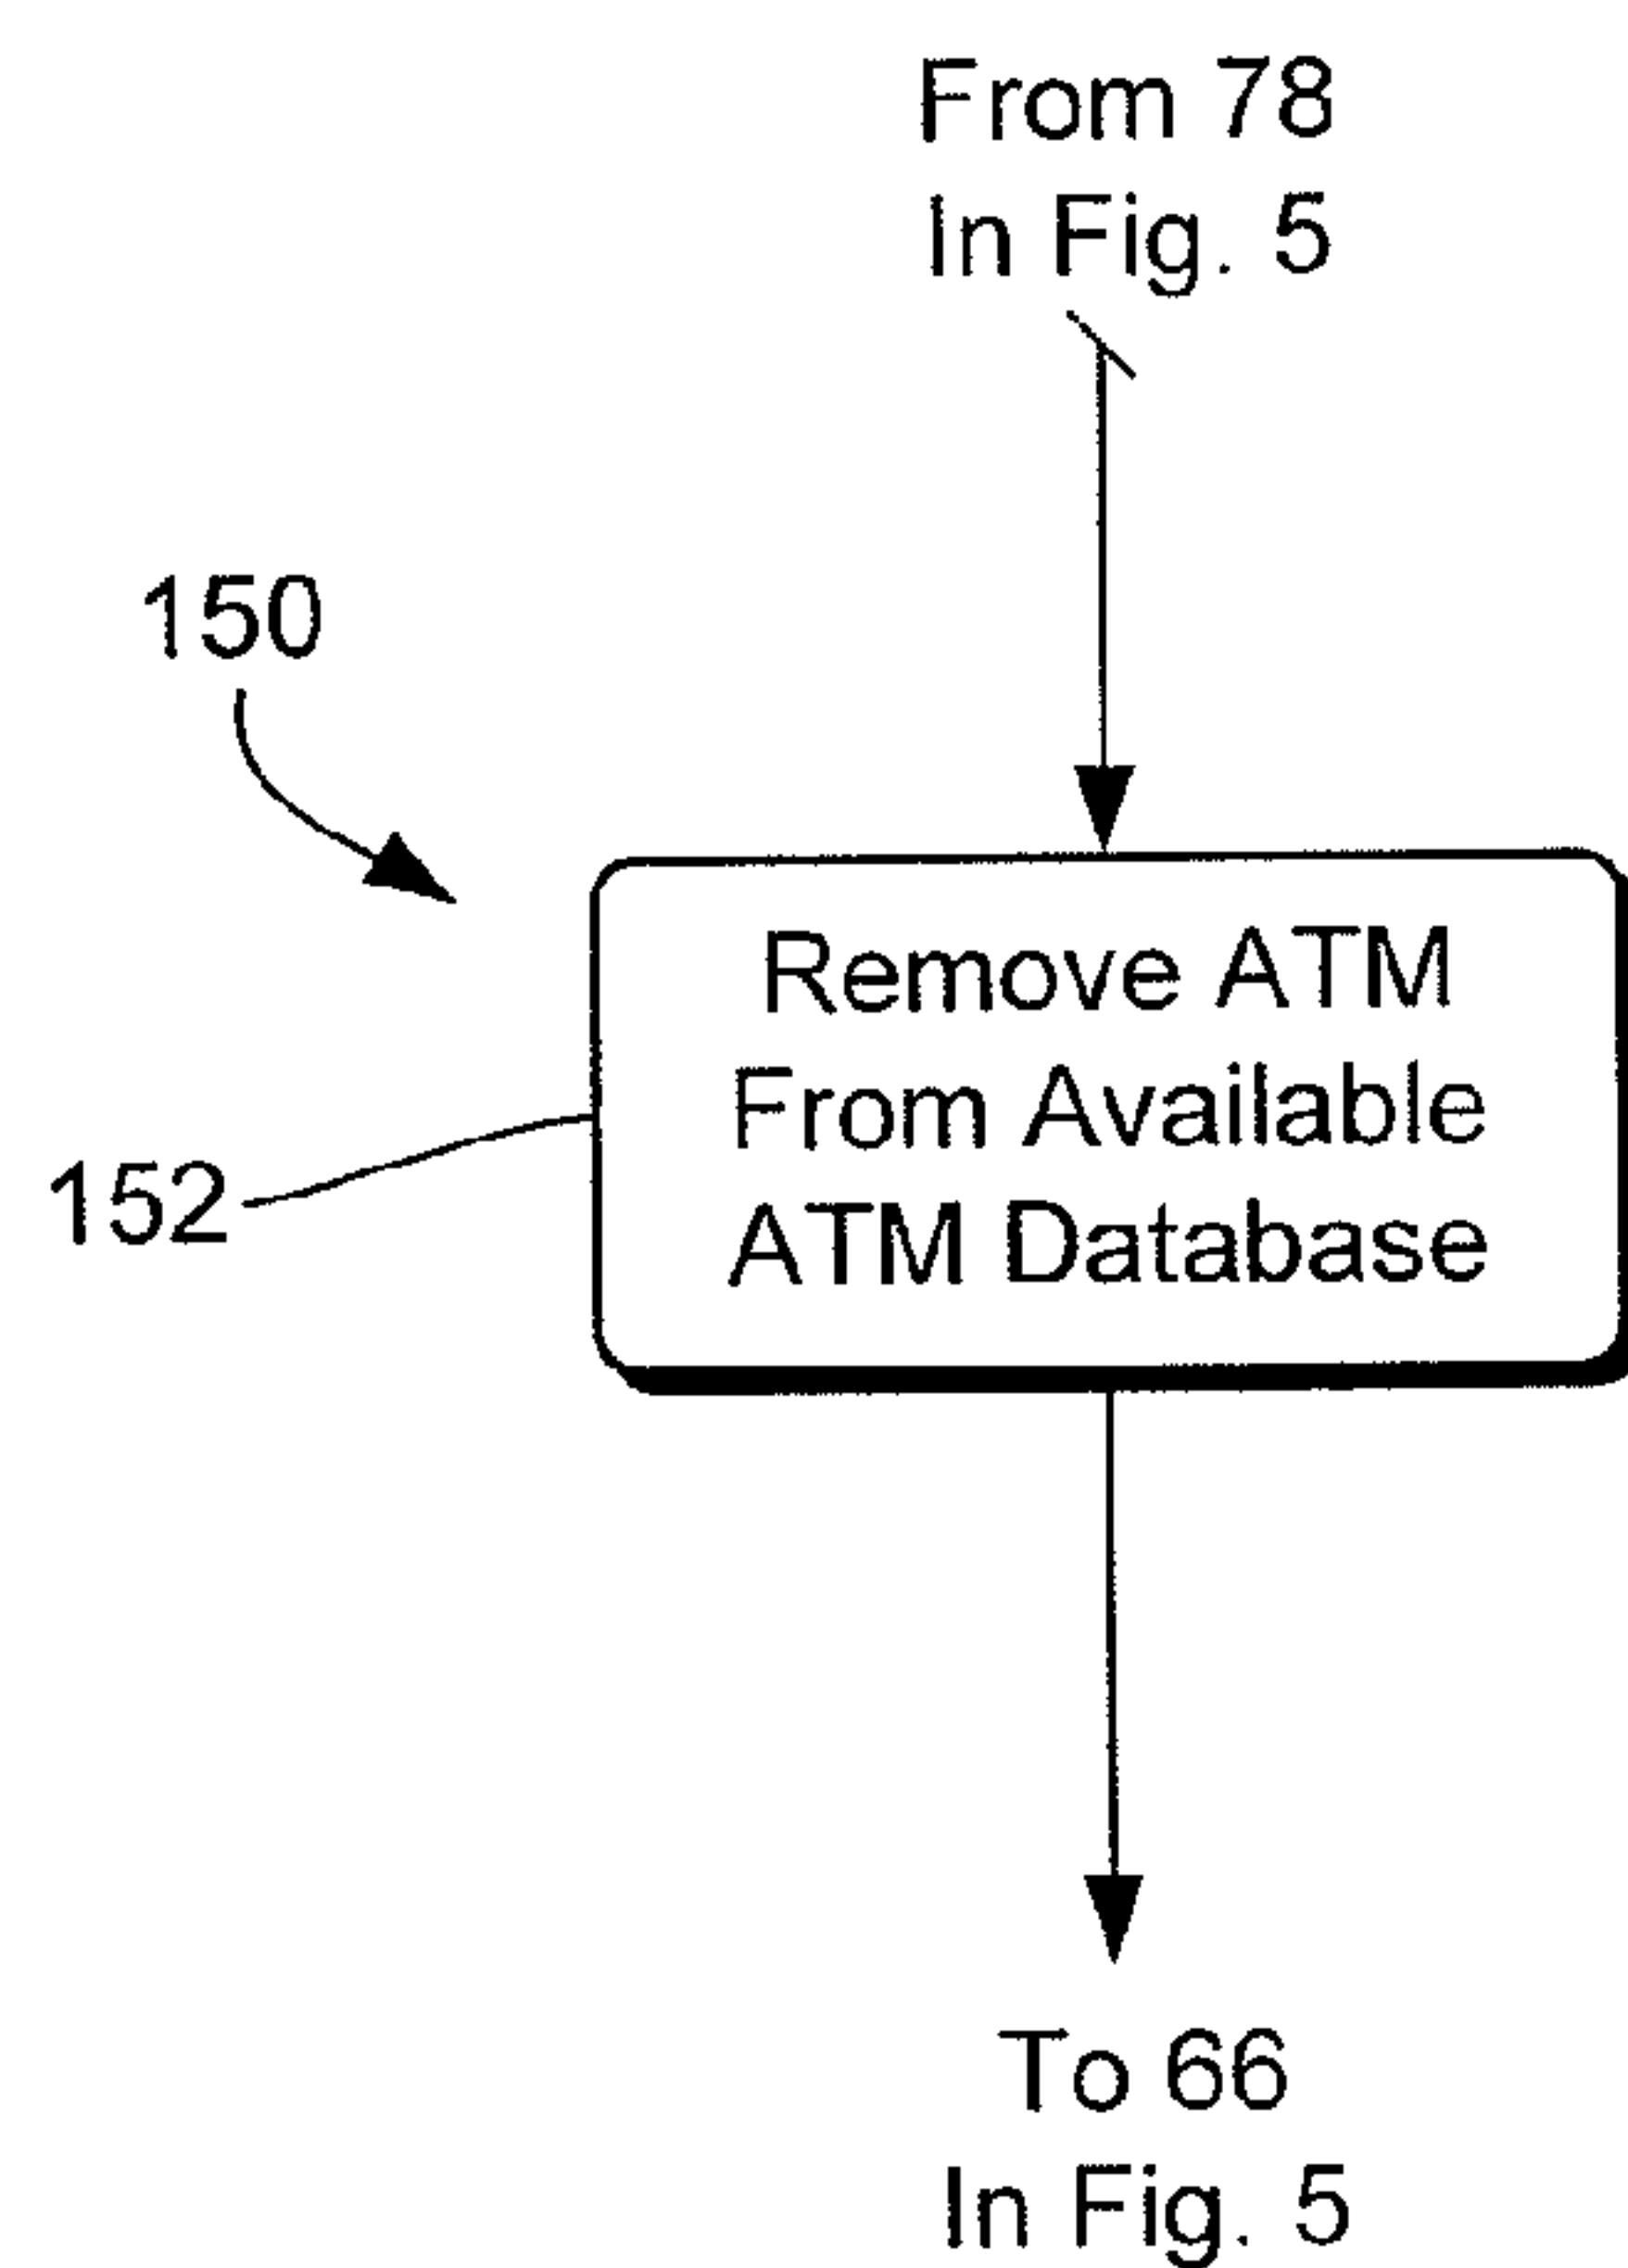 From 78
In Fig. 5
150
Remove ATM
From Available
ATM Database
152
To 66
In Fig. 5